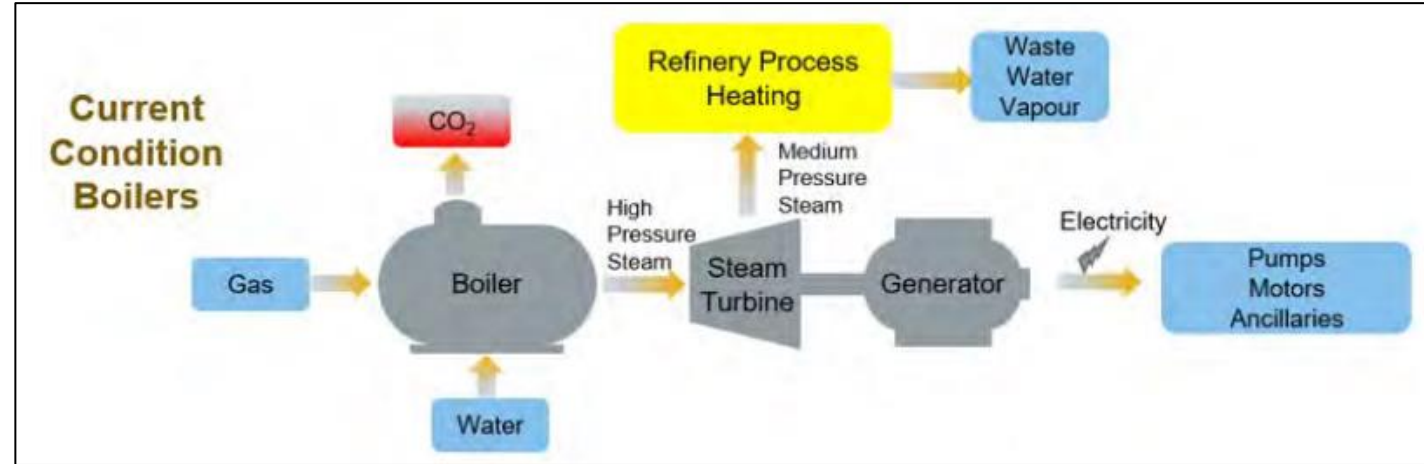 Current
Condition
Boilers
CO₂
Refinery Process
Heating
Waste
Water
Vapour
Medium
Pressure
Steam
High
Pressure
Steam
Electricity
Gas
Boiler
Steam
Turbine
Generator
Pumps
Motors
Ancillaries
Water